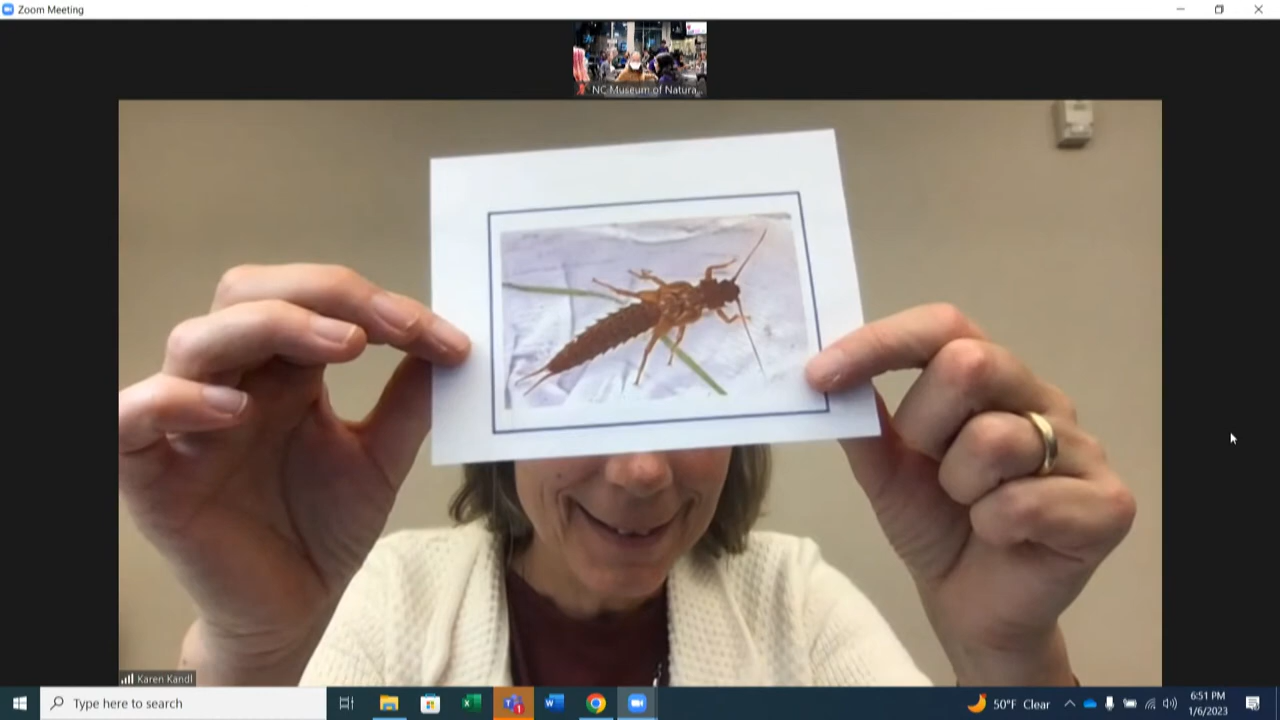 Zoom Meeting
NC Museum of Natura...
Karen Kandl
Type here to search
50°F Clear
6:51 PM
1/6/2023